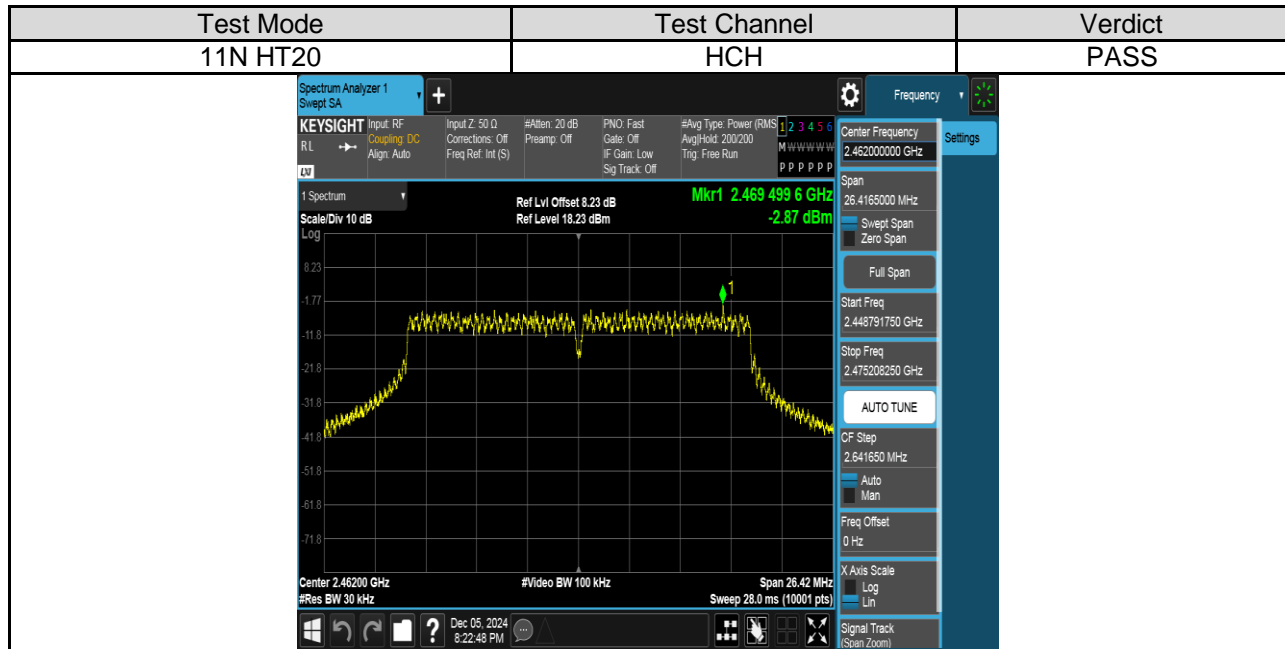 Test Mode Test Channel Verdict
11N HT20 HCH PASS
Spectrum Analyzer 1
Swept SA
+
Frequency
KEYSIGHT Input: RF Input Z: 50 Ω #Atten: 20 dB PNO: Fast #Avg Type: Power (RMS 1 2 3 4 5 6
RL Coupling: DC Corrections: Off Preamp: Off Gate: Off Avg|Hold: 200/200 M W W W W W
Align: Auto Freq Ref: Int (S) IF Gain: Low Trig: Free Run
LXI Sig Track: Off P P P P P P
1 Spectrum
Ref Lvl Offset 8.23 dB Mkr1 2.469 499 6 GHz
Scale/Div 10 dB Ref Level 18.23 dBm -2.87 dBm
Log
8.23
-1.77
-11.8
-21.8
-31.8
-41.8
-51.8
-61.8
-71.8
1
Center 2.46200 GHz #Video BW 100 kHz Span 26.42 MHz
#Res BW 30 kHz Sweep 28.0 ms (10001 pts)
Center Frequency
2.462000000 GHz
Settings
Span
26.4165000 MHz
Swept Span
Zero Span
Full Span
Start Freq
2.448791750 GHz
Stop Freq
2.475208250 GHz
AUTO TUNE
CF Step
2.641650 MHz
Auto
Man
Freq Offset
0 Hz
X Axis Scale
Log
Lin
Signal Track
(Span Zoom)
? Dec 05, 2024
8:22:48 PM